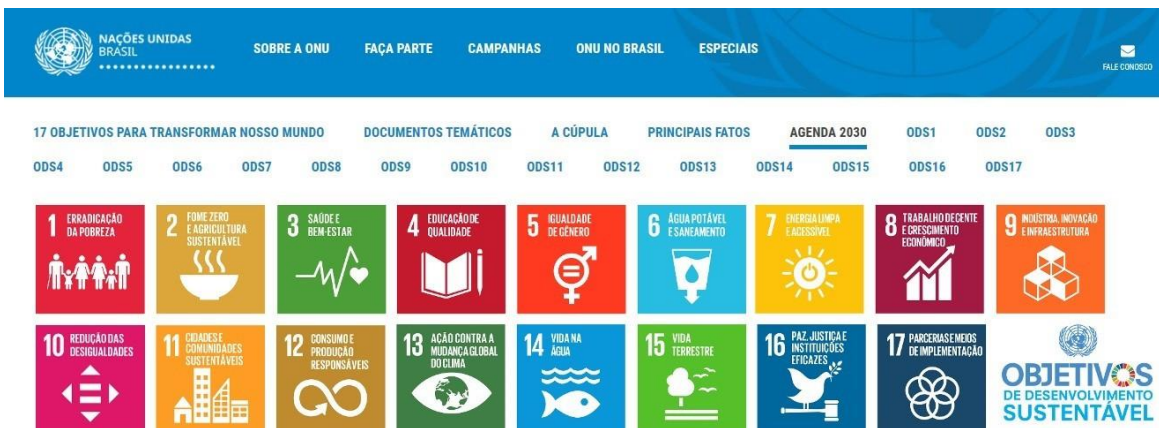 NAÇÕES UNIDAS
BRASIL
SOBRE A ONU
FAÇA PARTE
CAMPANHAS
ONU NO BRASIL
ESPECIAIS
FALE CONOSCO
17 OBJETIVOS PARA TRANSFORMAR NOSSO MUNDO DOCUMENTOS TEMÁTICOS A CÚPULA PRINCIPAIS FATOS AGENDA 2030 ODS1 ODS2 ODS3
ODS4 ODS5 ODS6 ODS7 ODS8 ODS9 ODS10 ODS11 ODS12 ODS13 ODS14 ODS15 ODS16 ODS17
1 ERRADICAÇÃO
DA POBREZA
2 FOME ZERO
E AGRICULTURA
SUSTENTÁVEL
3 SAÚDE E
BEM-ESTAR
4 EDUCAÇÃO DE
QUALIDADE
5 IGUALDADE
DE GÊNERO
6 ÁGUA POTÁVEL
E SANEAMENTO
7 ENERGIA LIMPA
E ACESSÍVEL
8 TRABALHO DECENTE
E CRESCIMENTO
ECONÔMICO
9 INDÚSTRIA, INOVAÇÃO
E INFRAESTRUTURA
10 REDUÇÃO DAS
DESIGUALDADES
11 CIDADES E
COMUNIDADES
SUSTENTÁVEIS
12 CONSUMO E
PRODUÇÃO
RESPONSÁVEIS
13 AÇÃO CONTRA A
MUDANÇA GLOBAL
DO CLIMA
14 VIDA NA
ÁGUA
15 VIDA
TERRESTRE
16 PAZ, JUSTIÇA E
INSTITUIÇÕES
EFICAZES
17 PARCERIAS E MEIOS
DE IMPLEMENTAÇÃO
OBJETIVOS
DE DESENVOLVIMENTO
SUSTENTÁVEL